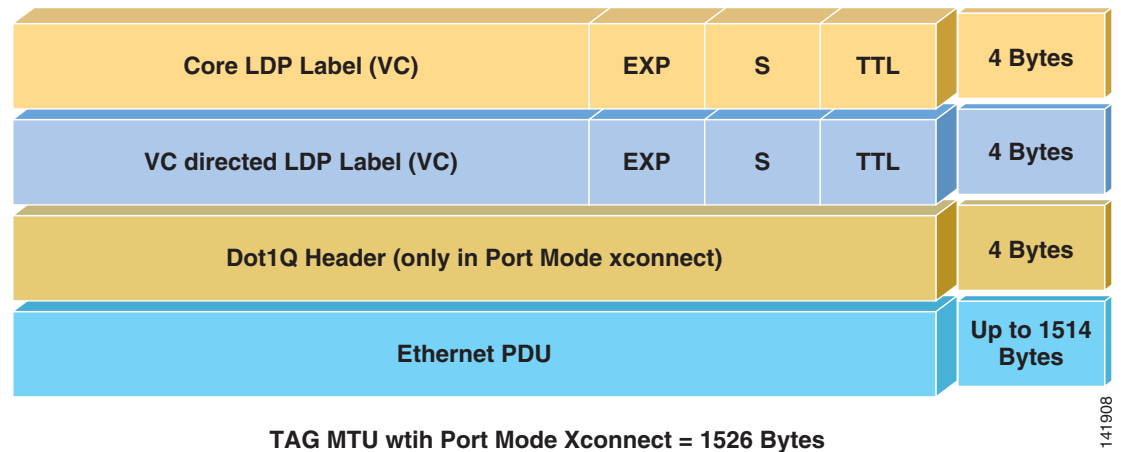 Core LDP Label (VC) EXP S TTL 4 Bytes
VC directed LDP Label (VC) EXP S TTL 4 Bytes
Dot1Q Header (only in Port Mode xconnect) 4 Bytes
Ethernet PDU Up to 1514
Bytes
141908
TAG MTU wtih Port Mode Xconnect = 1526 Bytes